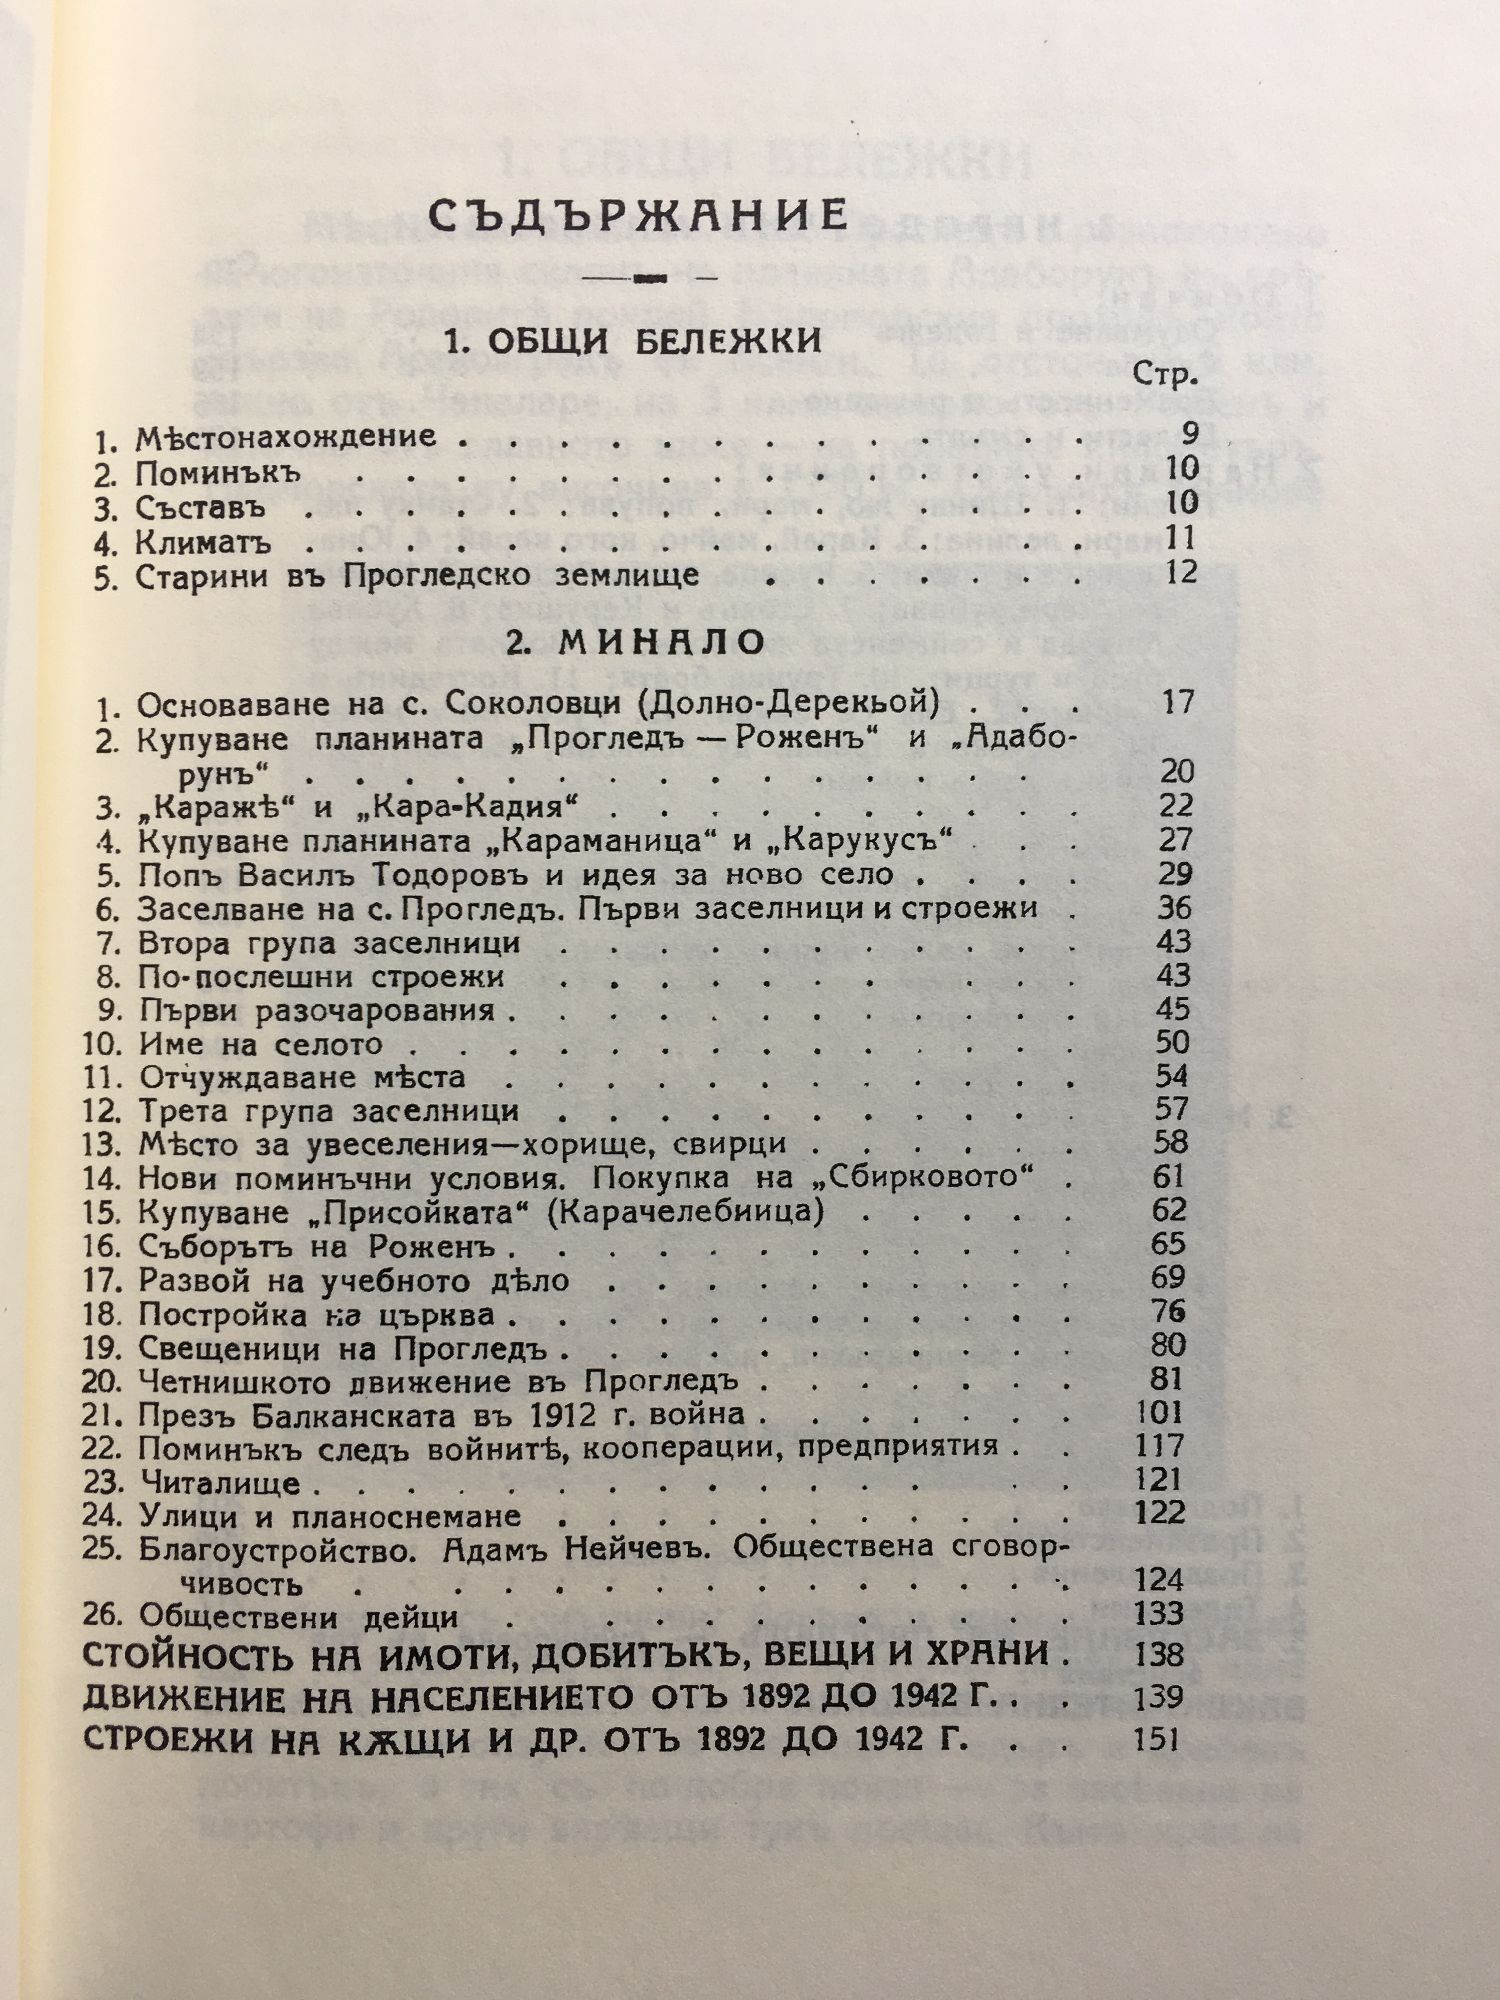 СЪДЪРЖАНИЕ
1. ОБЩИ БЕЛЕЖКИ
Стр.
1. Мѣстонахождение . . . . . . . . . . . . . 9
2. Поминъкъ . . . . . . . . . . . . . . . 10
3. Съставъ . . . . . . . . . . . . . . . . 10
4. Климатъ . . . . . . . . . . . . . . . . 11
5. Старини въ Прогледско землище . . . . . . . 12
2. МИНАЛО
1. Основаване на с. Соколовци (Долно-Дерекьой) . . . 17
2. Купуване планината „Прогледъ — Роженъ“ и „Адабо-
рунъ“ . . . . . . . . . . . . . . . 20
3. „Каражѣ“ и „Кара-Кадия“ . . . . . . . . . . 22
4. Купуване планината „Караманица“ и „Карукусъ“ . . . 27
5. Попъ Василъ Тодоровъ и идея за ново село . . . . 29
6. Заселване на с. Прогледъ. Първи заселници и строежи . 36
7. Втора група заселници . . . . . . . . . . . 43
8. По-послешни строежи . . . . . . . . . . 43
9. Първи разочарования . . . . . . . . . . . . 45
10. Име на селото . . . . . . . . . . . . . . 50
11. Отчуждаване мѣста . . . . . . . . . . . . 54
12. Трета група заселници . . . . . . . . . . . 57
13. Мѣсто за увеселения—хорище, свирци . . . . . . 58
14. Нови поминъчни условия. Покупка на „Сбирковото“ . 61
15. Купуване „Присойката“ (Карачелебиица) . . . . . 62
16. Съборътъ на Роженъ . . . . . . . . . . . . 65
17. Развой на учебното дѣло . . . . . . . . . . 69
18. Постройка на църква . . . . . . . . . . . . 76
19. Свещеници на Прогледъ . . . . . . . . . . . 80
20. Четнишкото движение въ Прогледъ . . . . . . . 81
21. Презъ Балканската въ 1912 г. война . . . . . . . 101
22. Поминъкъ следъ войнитѣ, кооперации, предприятия . . 117
23. Читалище . . . . . . . . . . . . . . . 121
24. Улици и планоснемане . . . . . . . . . . . 122
25. Благоустройство. Адамъ Нейчевъ. Обществена сговор-
чивость . . . . . . . . . . . . . . 124
26. Обществени дейци . . . . . . . . . . . 133
СТОЙНОСТЬ НА ИМОТИ, ДОБИТЪКЪ, ВЕЩИ И ХРАНИ . 138
ДВИЖЕНИЕ НА НАСЕЛЕНИЕТО ОТЪ 1892 ДО 1942 Г. . . 139
СТРОЕЖИ НА КѪЩИ И ДР. ОТЪ 1892 ДО 1942 Г. . . 151